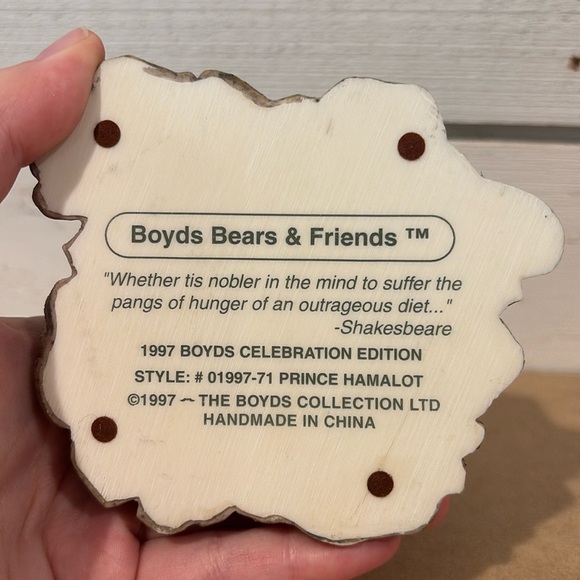 Boyds Bears & Friends ™
"Whether tis nobler in the mind to suffer the
pangs of hunger of an outrageous diet..."
-Shakesbeare
1997 BOYDS CELEBRATION EDITION
STYLE: # 01997-71 PRINCE HAMALOT
©1997 ~ THE BOYDS COLLECTION LTD
HANDMADE IN CHINA